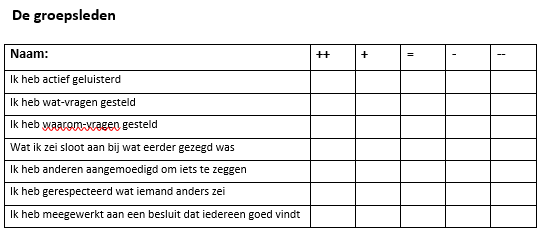 De groepsleden
Naam: ++ + = - --
Ik heb actief geluisterd
Ik heb wat-vragen gesteld
Ik heb waarom-vragen gesteld
Wat ik zei sloot aan bij wat eerder gezegd was
Ik heb anderen aangemoedigd om iets te zeggen
Ik heb gerespecteerd wat iemand anders zei
Ik heb meegewerkt aan een besluit dat iedereen goed vindt